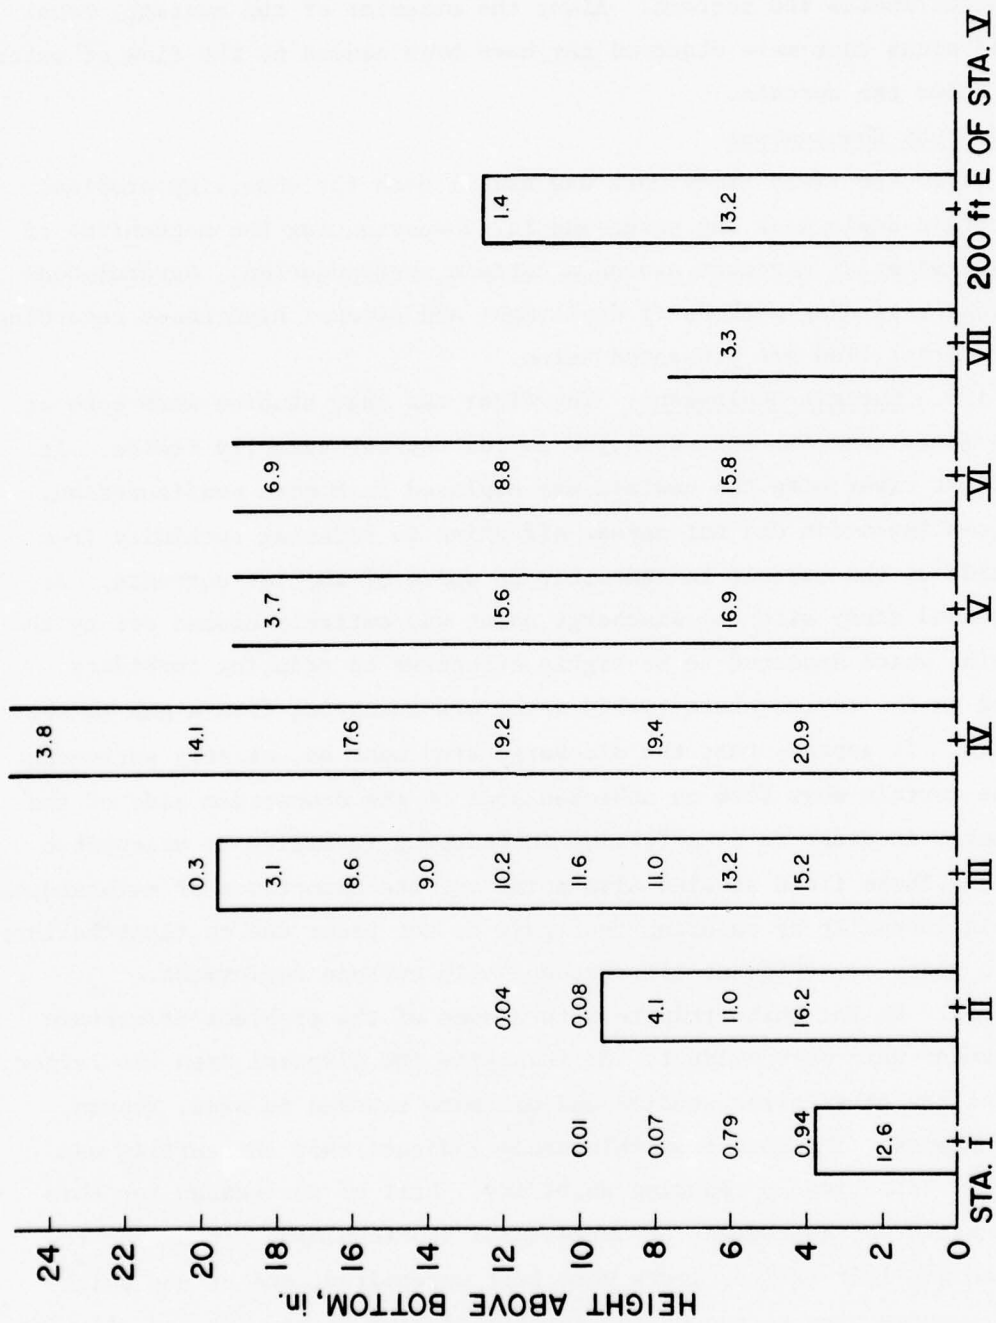 HEIGHT ABOVE BOTTOM, in.
24 3.8
22
20 0.3 14.1
18 3.1 3.7 6.9
16 8.6 17.6
14 9.0
12 0.04 10.2 19.2 15.6 8.8 1.4
10 0.01 0.08 11.6
8 0.07 4.1 11.0 19.4
6 0.79 11.0 13.2 16.9 15.8 3.3 13.2
4 0.94 16.2 15.2 20.9
2 12.6
0
STA. I II III IV V VI VII 200 ft E OF STA. V